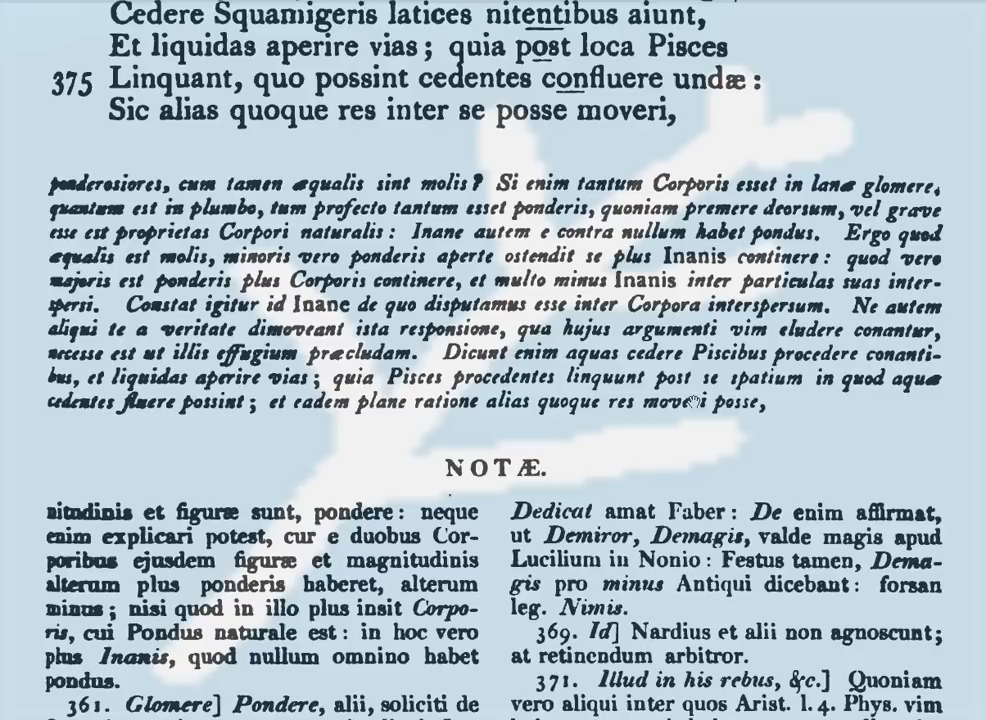 Cedere Squamigeris latices nitentibus aiunt,
Et liquidas aperire vias; quia post loca Pisces
375 Linquant, quo possint cedentes confluere undæ:
Sic alias quoque res inter se posse moveri,
ponderosiores, cum tamen æqualis sint molis? Si enim tantum Corporis esset in lanæ glomere,
quantum est in plumbo, tum profecto tantum esset ponderis, quoniam premere deorsum, vel grave
esse est proprietas Corpori naturalis: Inane autem e contra nullum habet pondus. Ergo quod
æqualis est molis, minoris vero ponderis aperte ostendit se plus Inanis continere: quod vero
majoris est ponderis plus Corporis continere, et multo minus Inanis inter particulas suas inter-
spersi. Constat igitur id Inane de quo disputamus esse inter Corpora interspersum. Ne autem
aliqui te a veritate dimoveant ista responsione, qua hujus argumenti vim eludere conantur,
necesse est ut illis effugium præcludam. Dicunt enim aquas cedere Piscibus procedere conanti-
bus, et liquidas aperire vias; quia Pisces procedentes linquunt post se spatium in quod aquæ
cedentes fluere possint; et eadem plane ratione alias quoque res moveri posse,
NOTÆ.
nitudinis et figuræ sunt, pondere: neque
enim explicari potest, cur e duobus Cor-
poribus ejusdem figuræ et magnitudinis
alterum plus ponderis haberet, alterum
minus; nisi quod in illo plus insit Corpo-
ris, cui Pondus naturale est: in hoc vero
plus Inanis, quod nullum omnino habet
pondus.
361. Glomere] Pondere, alii, soliciti de
Dedicat amat Faber: De enim affirmat,
ut Demiror, Demagis, valde magis apud
Lucilium in Nonio: Festus tamen, Dema-
gis pro minus Antiqui dicebant: forsan
leg. Nimis.
369. Id] Nardius et alii non agnoscunt;
at retinendum arbitror.
371. Illud in his rebus, &c.] Quoniam
vero aliqui inter quos Arist. l. 4. Phys. vim